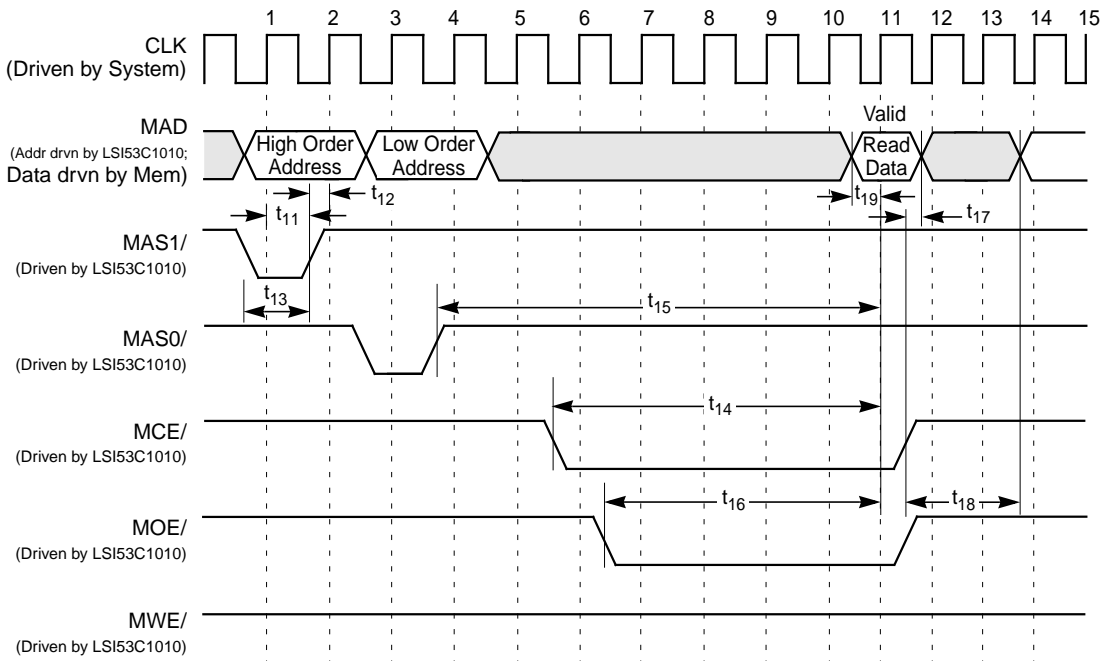 1 2 3 4 5 6 7 8 9 10 11 12 13 14 15
CLK
(Driven by System)
MAD
(Addr drvn by LSI53C1010;
Data drvn by Mem)
High Order
Address
Low Order
Address
Valid
Read
Data
t12
t11
t19
t17
MAS1/
(Driven by LSI53C1010)
t13
t15
MAS0/
(Driven by LSI53C1010)
t14
MCE/
(Driven by LSI53C1010)
t16
t18
MOE/
(Driven by LSI53C1010)
MWE/
(Driven by LSI53C1010)